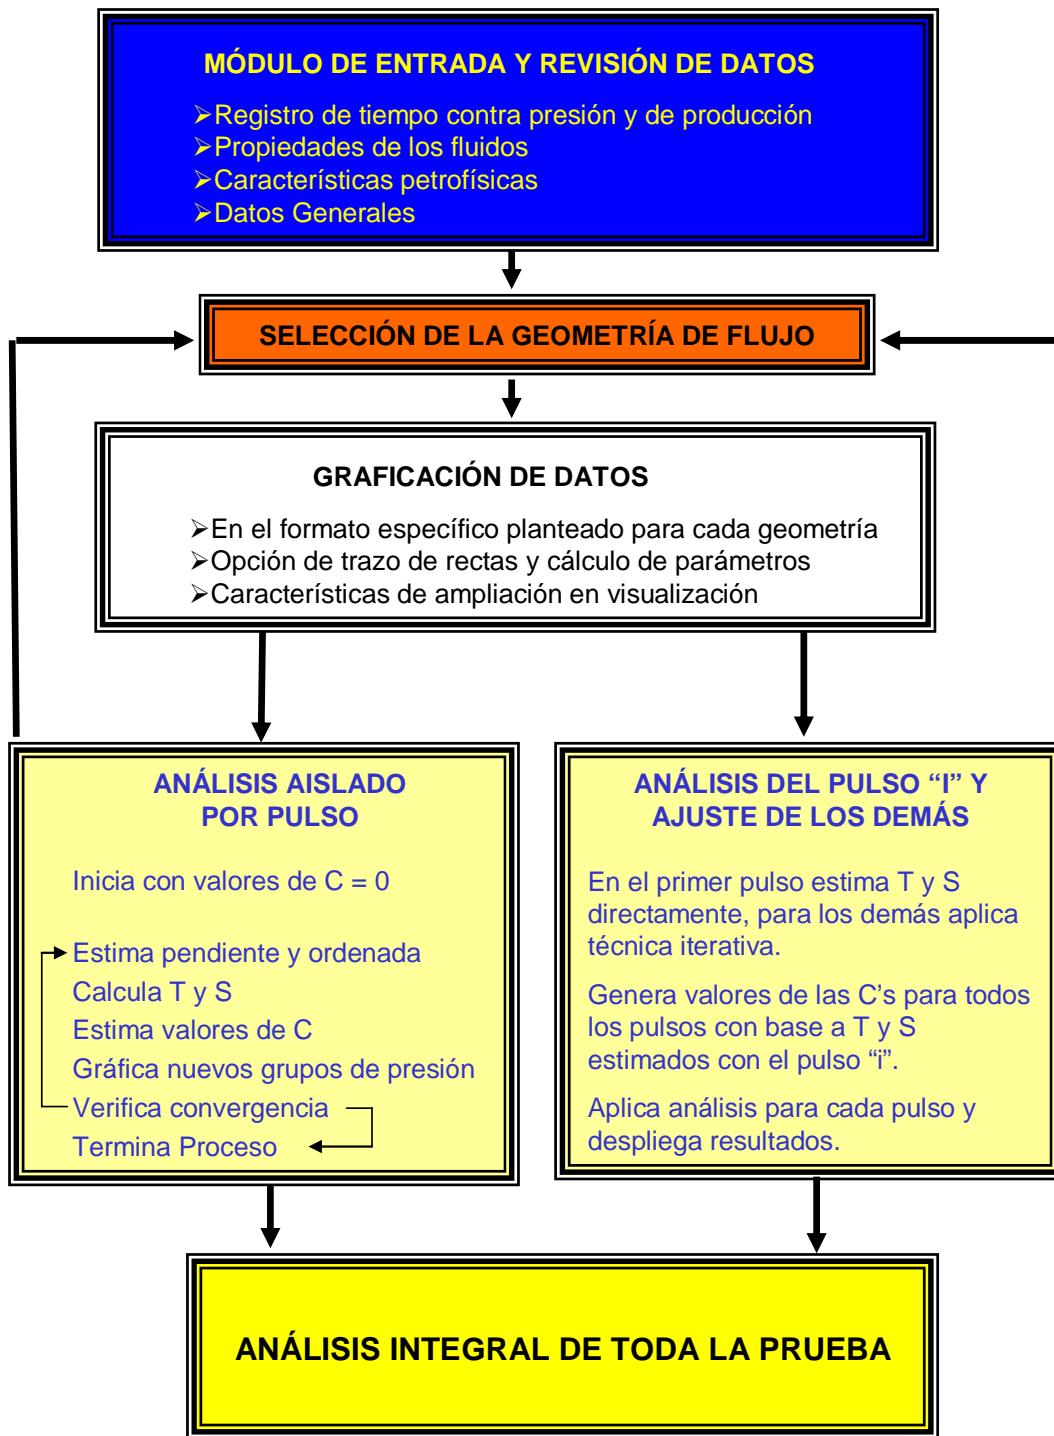 MÓDULO DE ENTRADA Y REVISIÓN DE DATOS
➢Registro de tiempo contra presión y de producción
➢Propiedades de los fluidos
➢Características petrofísicas
➢Datos Generales
SELECCIÓN DE LA GEOMETRÍA DE FLUJO
GRAFICACIÓN DE DATOS
➢En el formato específico planteado para cada geometría
➢Opción de trazo de rectas y cálculo de parámetros
➢Características de ampliación en visualización
ANÁLISIS AISLADO
POR PULSO
Inicia con valores de C = 0
Estima pendiente y ordenada
Calcula T y S
Estima valores de C
Gráfica nuevos grupos de presión
Verifica convergencia
Termina Proceso
ANÁLISIS DEL PULSO “I” Y
AJUSTE DE LOS DEMÁS
En el primer pulso estima T y S
directamente, para los demás aplica
técnica iterativa.
Genera valores de las C’s para todos
los pulsos con base a T y S
estimados con el pulso “i”.
Aplica análisis para cada pulso y
despliega resultados.
ANÁLISIS INTEGRAL DE TODA LA PRUEBA